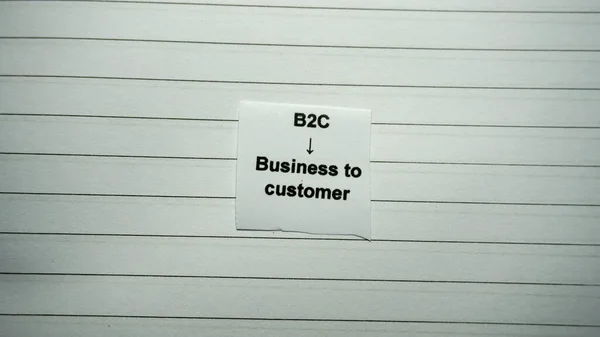 B2C
↓
Business to
customer